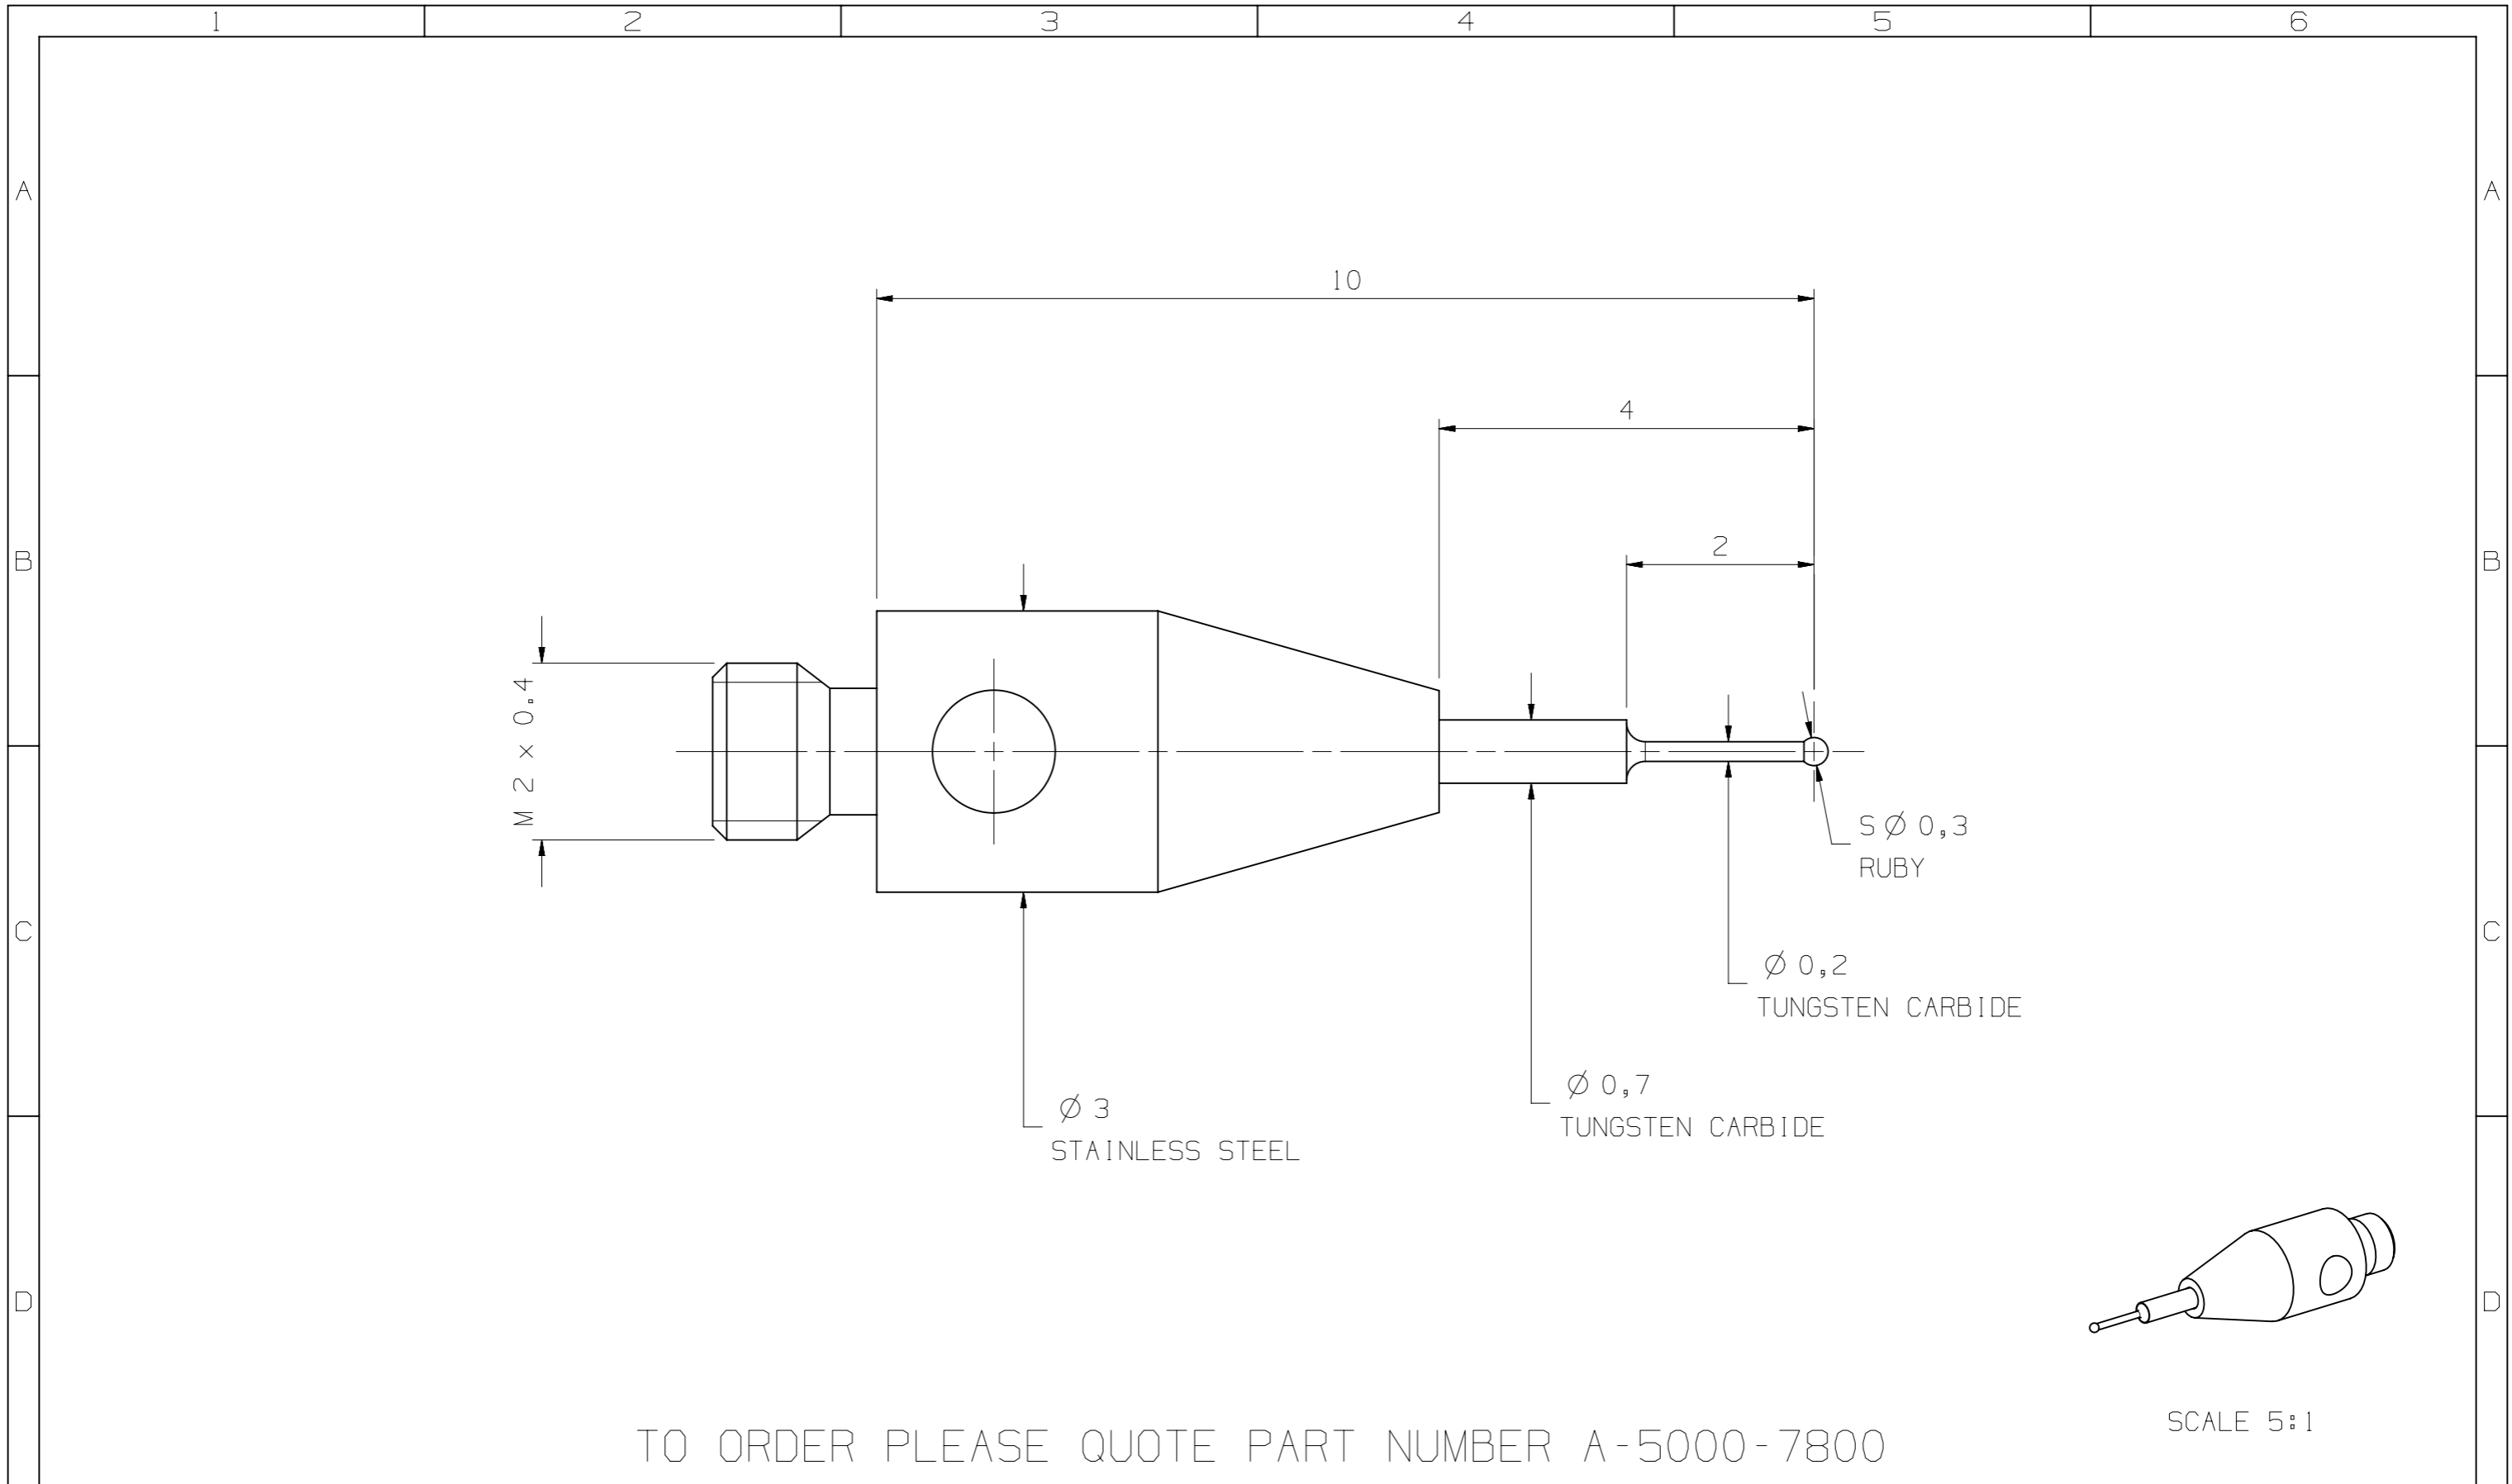 1 2 3 4 5 6
A A
10
4
B 2 B
M 2 × 0.4
S Ø 0,3
RUBY
C C
Ø 0,2
TUNGSTEN CARBIDE
Ø 0,7
TUNGSTEN CARBIDE
Ø 3
STAINLESS STEEL
D D
SCALE 5:1
TO ORDER PLEASE QUOTE PART NUMBER A-5000-7800